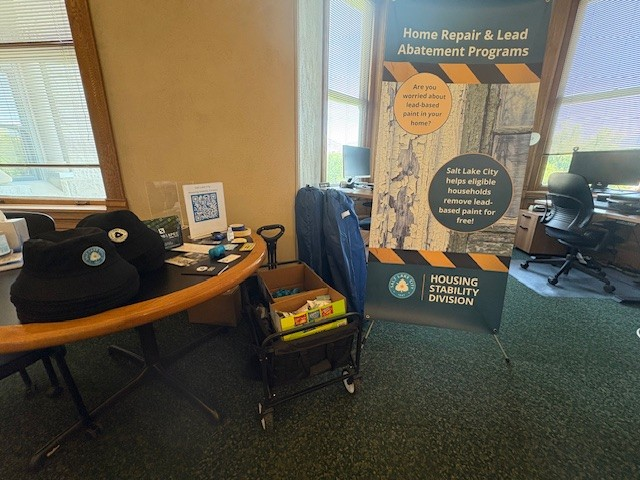 Home Repair & Lead
Abatement Programs
Are you
worried about
lead-based
paint in your
home?
Salt Lake City
helps eligible
households
remove lead-
based paint for
free!
HOUSING
STABILITY
DIVISION